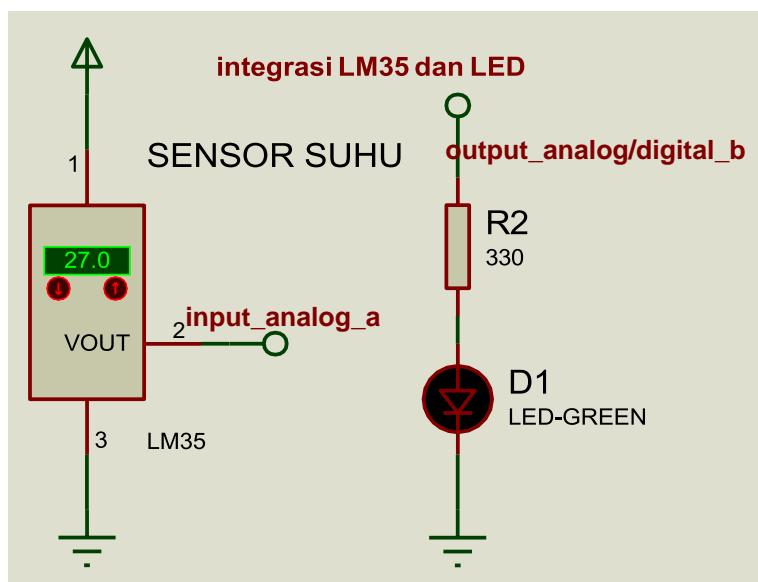 integrasi LM35 dan LED
SENSOR SUHU
output_analog/digital_b
1
R2
330
27.0
input_analog_a
2
VOUT
D1
LED-GREEN
3
LM35